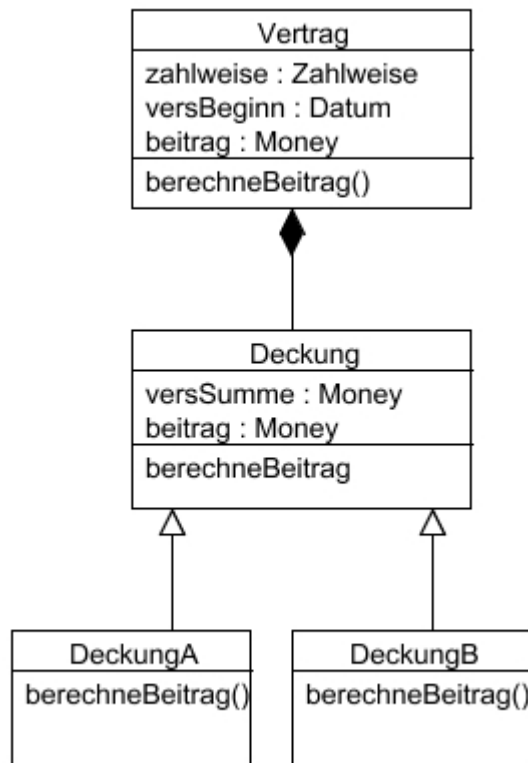 Vertrag
zahlweise : Zahlweise
versBeginn : Datum
beitrag : Money
berechneBeitrag()
Deckung
versSumme : Money
beitrag : Money
berechneBeitrag
DeckungA
berechneBeitrag()
DeckungB
berechneBeitrag()